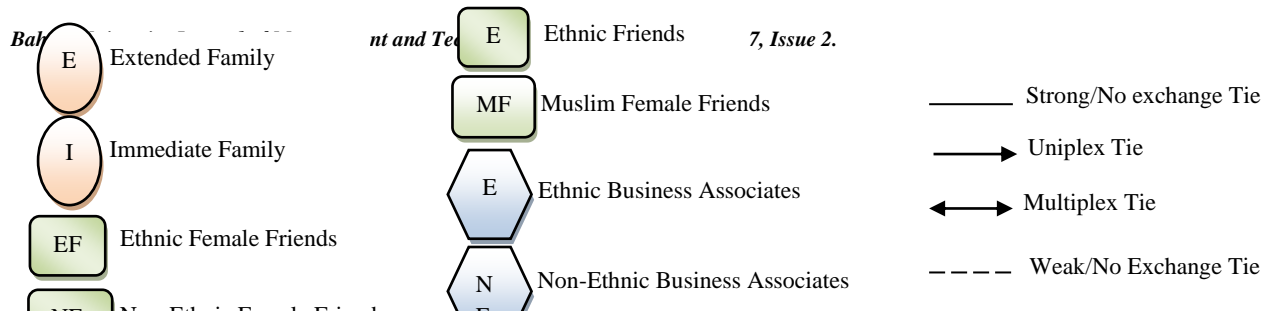 nt and
7, Issue 2.
E Extended Family
I Immediate Family
EF Ethnic Female Friends
E Ethnic Friends
MF Muslim Female Friends
E Ethnic Business Associates
N Non-Ethnic Business Associates
Strong/No exchange Tie
Uniplex Tie
Multiplex Tie
Weak/No Exchange Tie